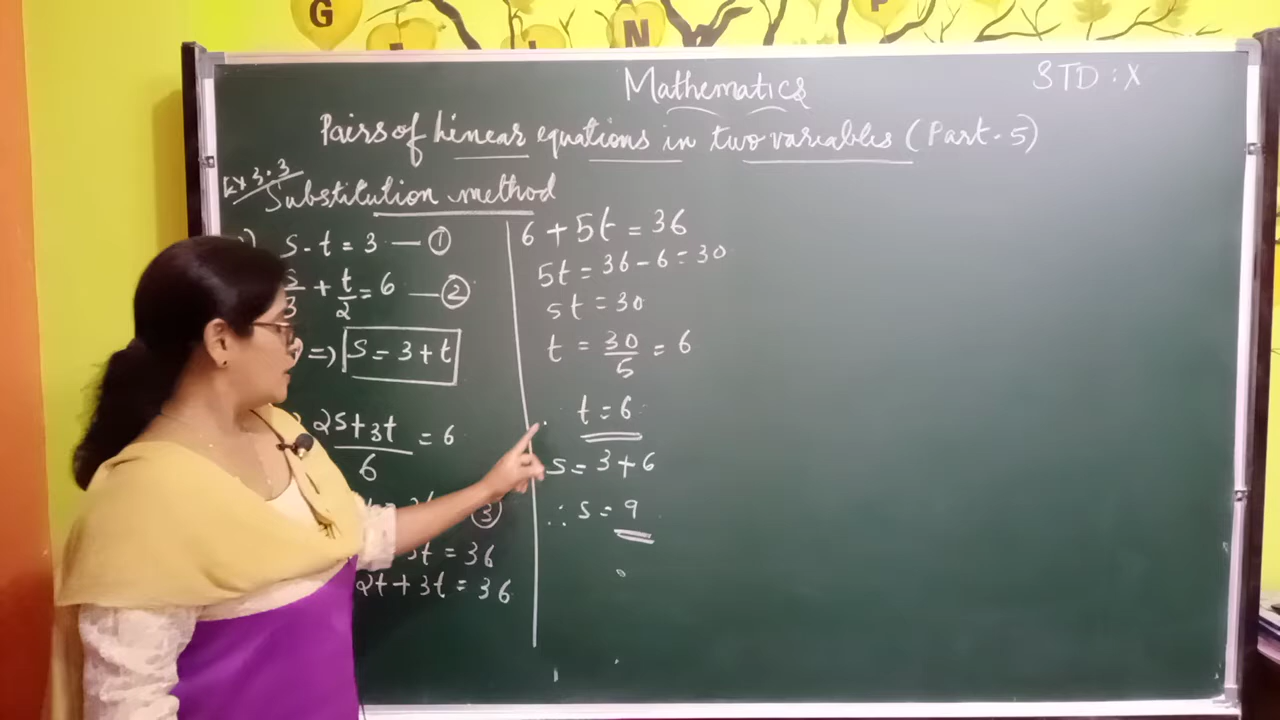 G
N
P
Mathematics
STD : X
Pairs of Linear equations in two variables (Part-5)
Ex 3.3
Substitution method
s - t = 3 — ①
s/3 + t/2 = 6 — ②
=> s = 3 + t
2s+3t/6 = 6
③
3t = 36
2t + 3t = 36
6 + 5t = 36
5t = 36 - 6 = 30
5t = 30
t = 30/5 = 6
t = 6
s = 3 + 6
∴ s = 9